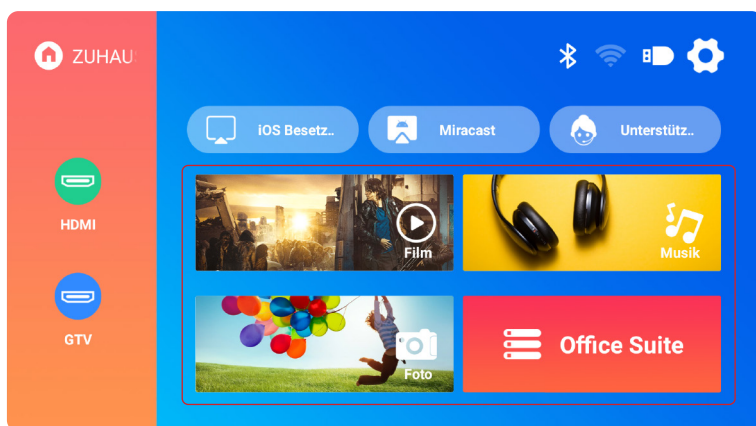 ZUHAU
iOS Besetz..
Miracast
Unterstütz..
HDMI
GTV
Film
Musik
Foto
Office Suite